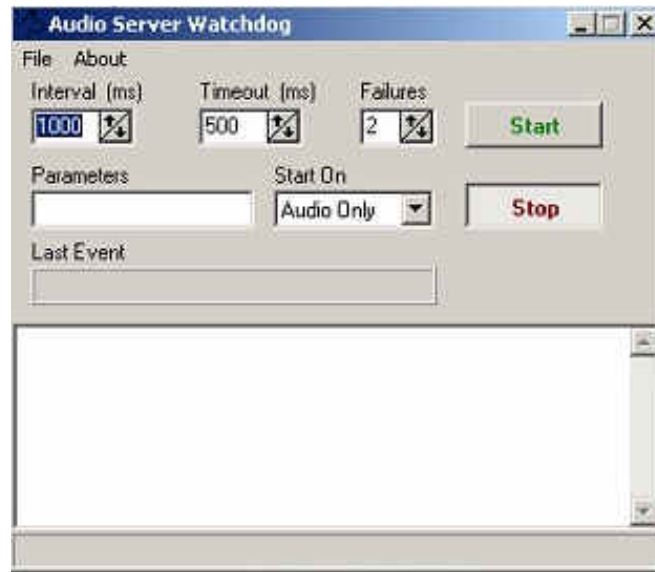 Audio Server Watchdog
File About
Interval (ms) Timeout (ms) Failures
1000 500 2 Start
Parameters Start On
Audio Only Stop
Last Event